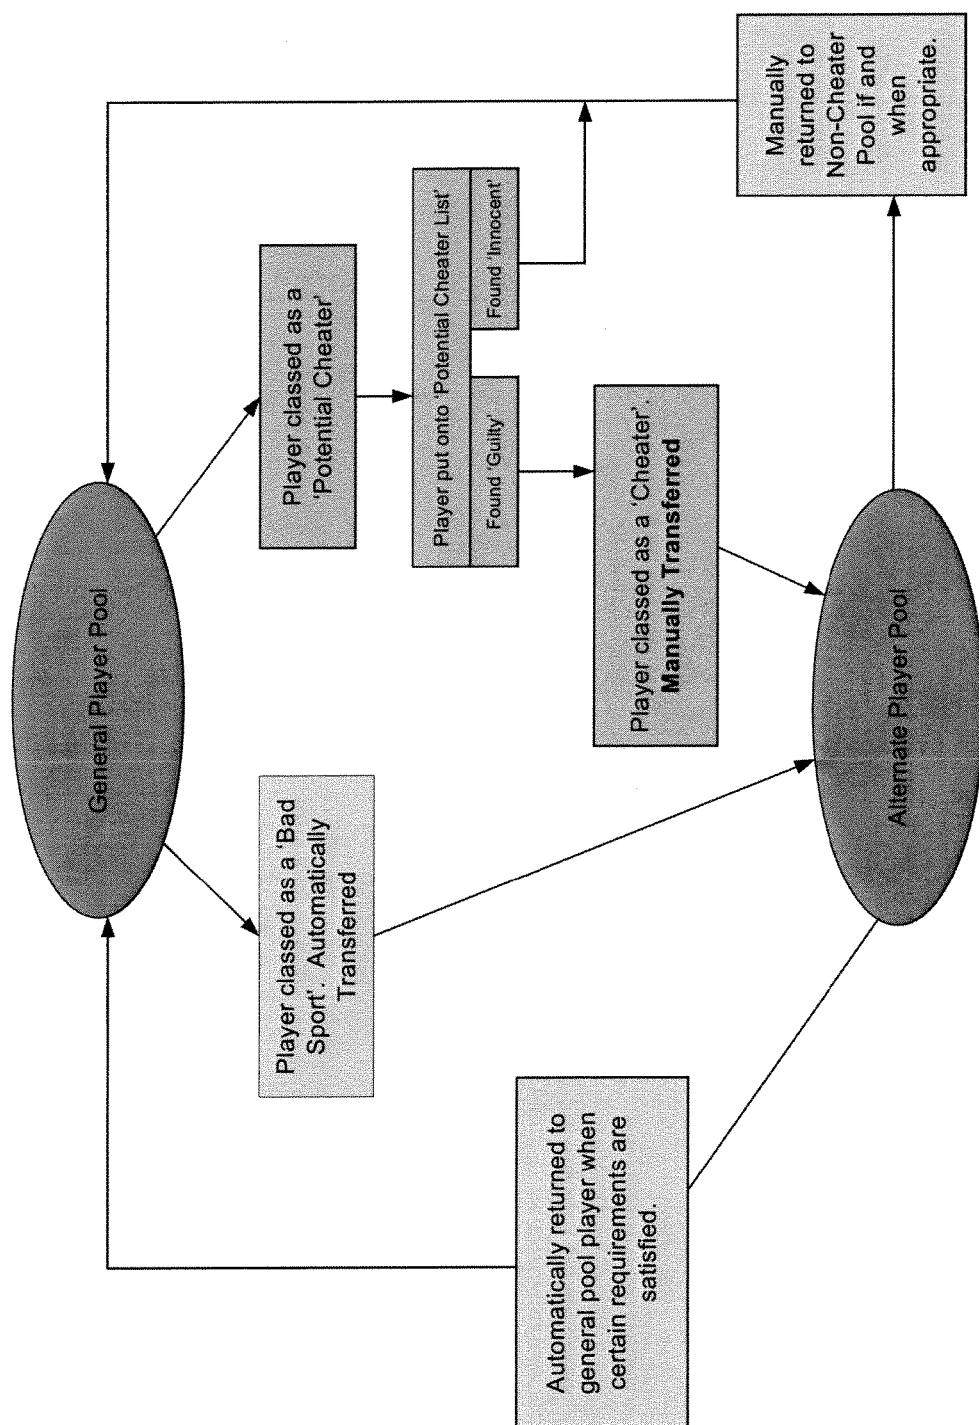 General Player Pool
Player classed as a 'Bad
Sport'. Automatically
Transferred
Player classed as a
'Potential Cheater'
Player put onto 'Potential Cheater List'
Found 'Guilty'
Found 'Innocent'
Player classed as a 'Cheater'.
Manually Transferred
Automatically returned to
general pool player when
certain requirements are
satisfied.
Alternate Player Pool
Manually
returned to
Non-Cheater
Pool if and
when
appropriate.